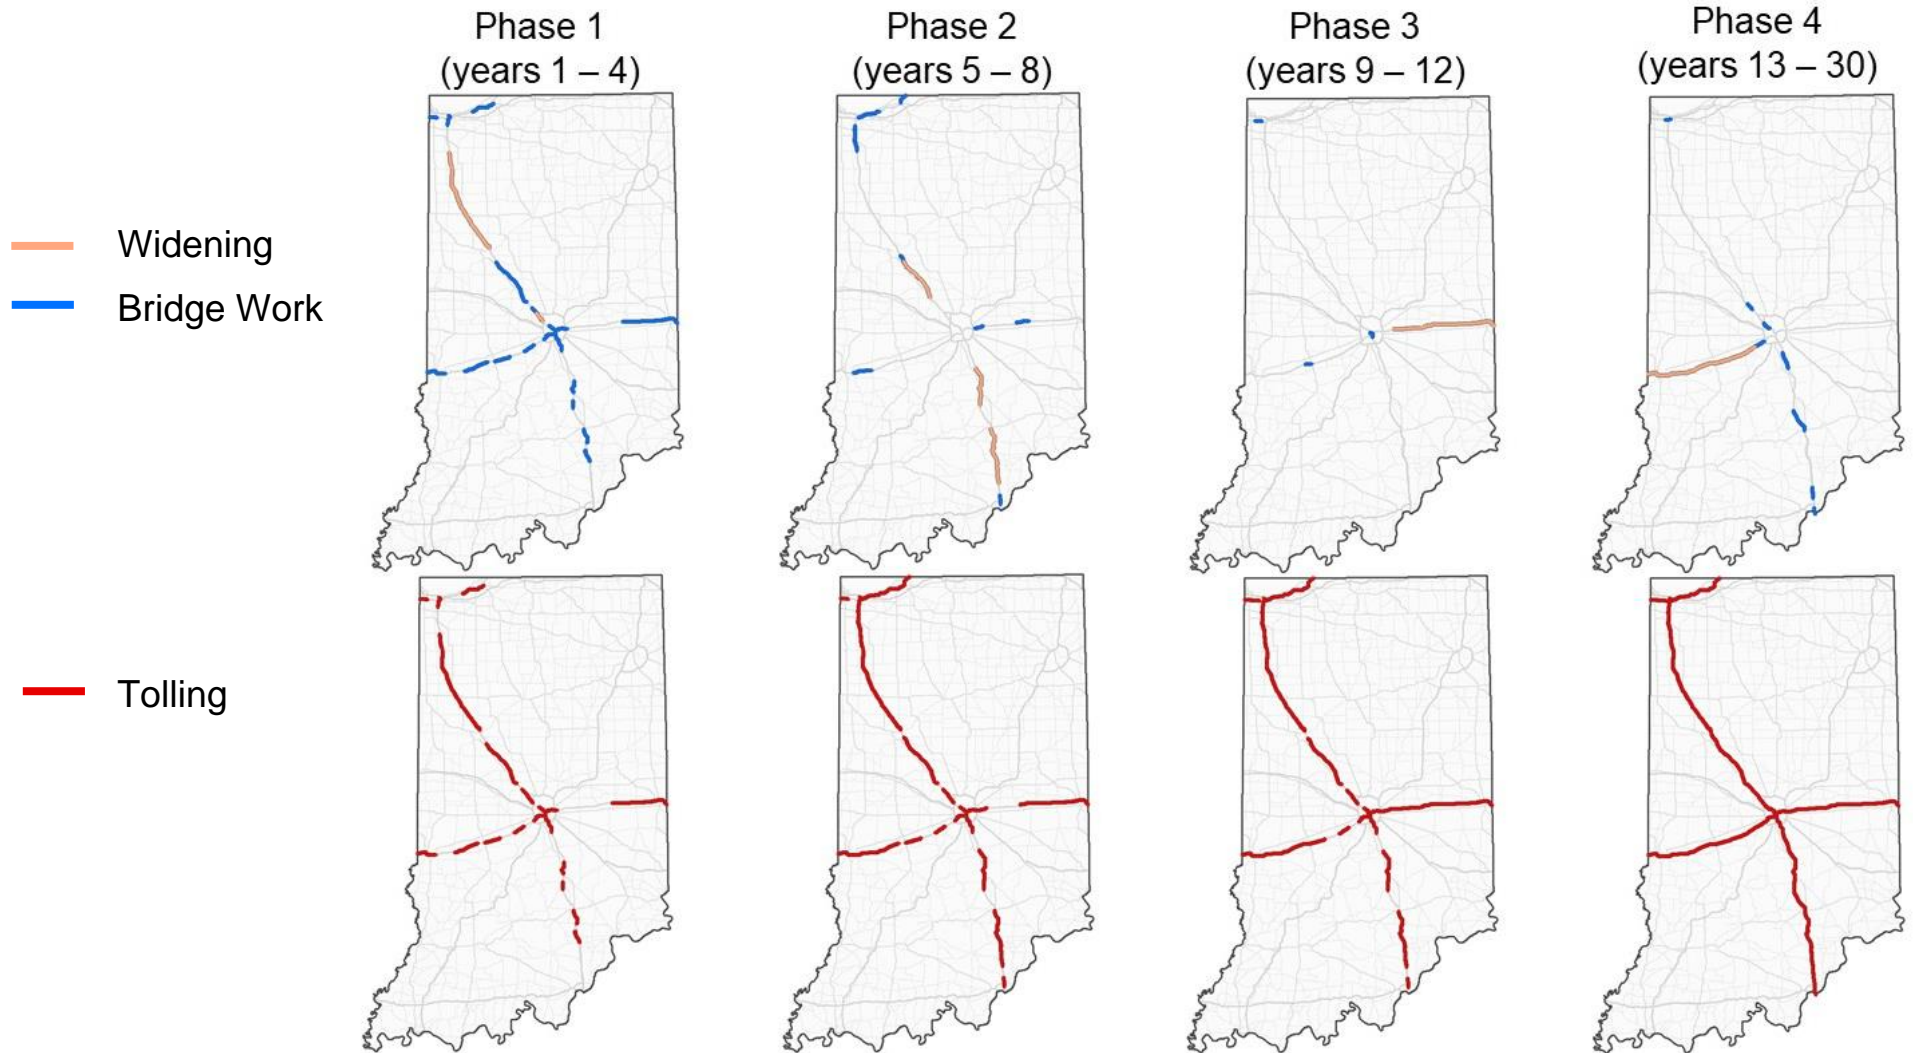 Phase 1
(years 1 – 4)
Phase 2
(years 5 – 8)
Phase 3
(years 9 – 12)
Phase 4
(years 13 – 30)
Widening
Bridge Work
Tolling